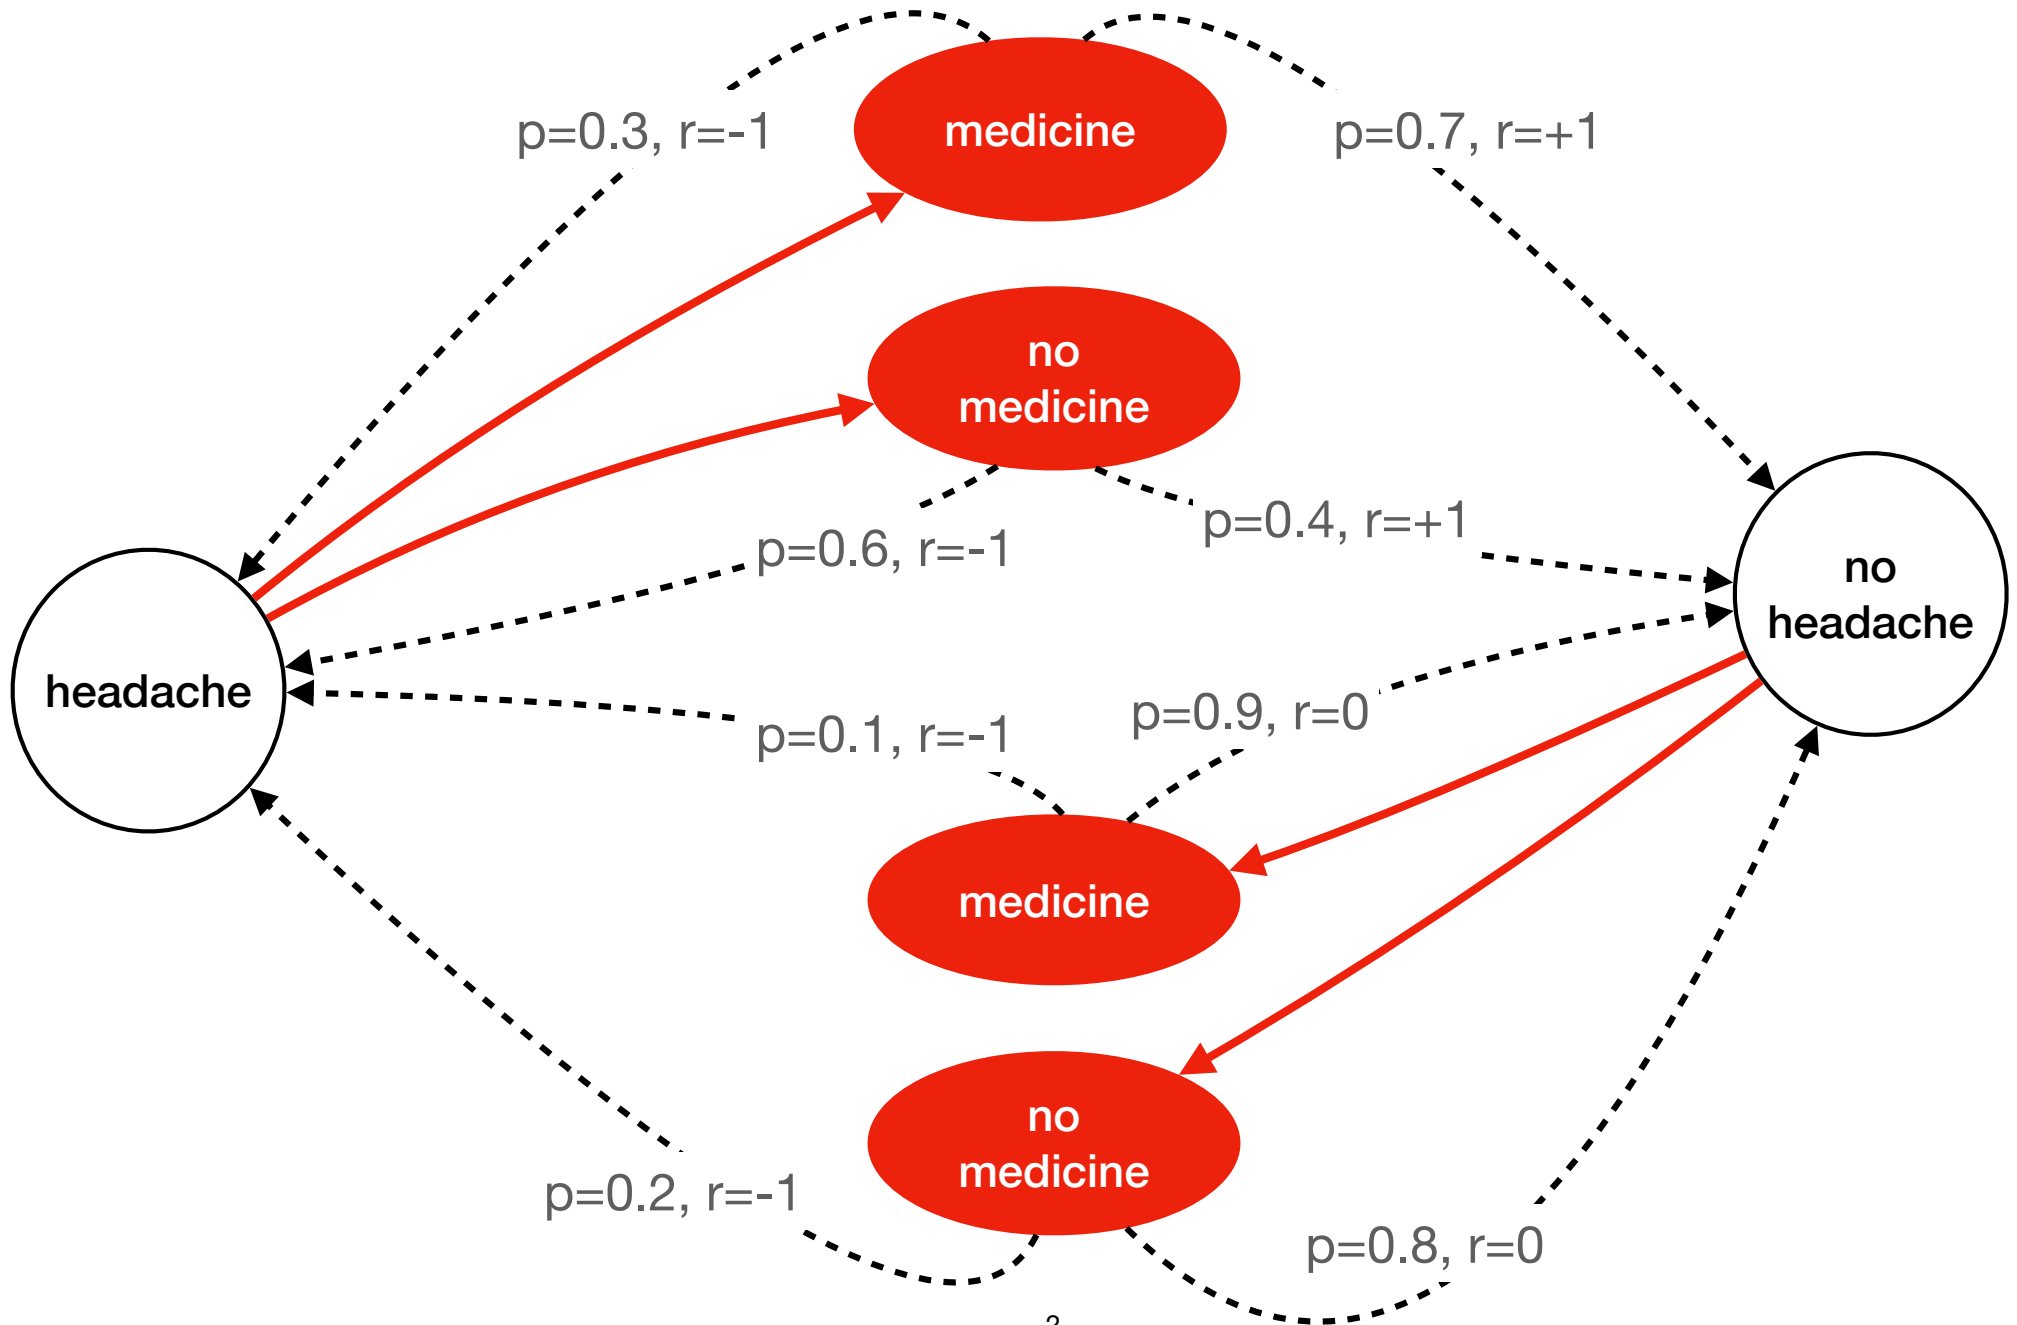 medicine
p=0.3, r=-1
p=0.7, r=+1
no
medicine
p=0.6, r=-1
p=0.4, r=+1
no
headache
headache
p=0.1, r=-1
p=0.9, r=0
medicine
no
medicine
p=0.2, r=-1
p=0.8, r=0